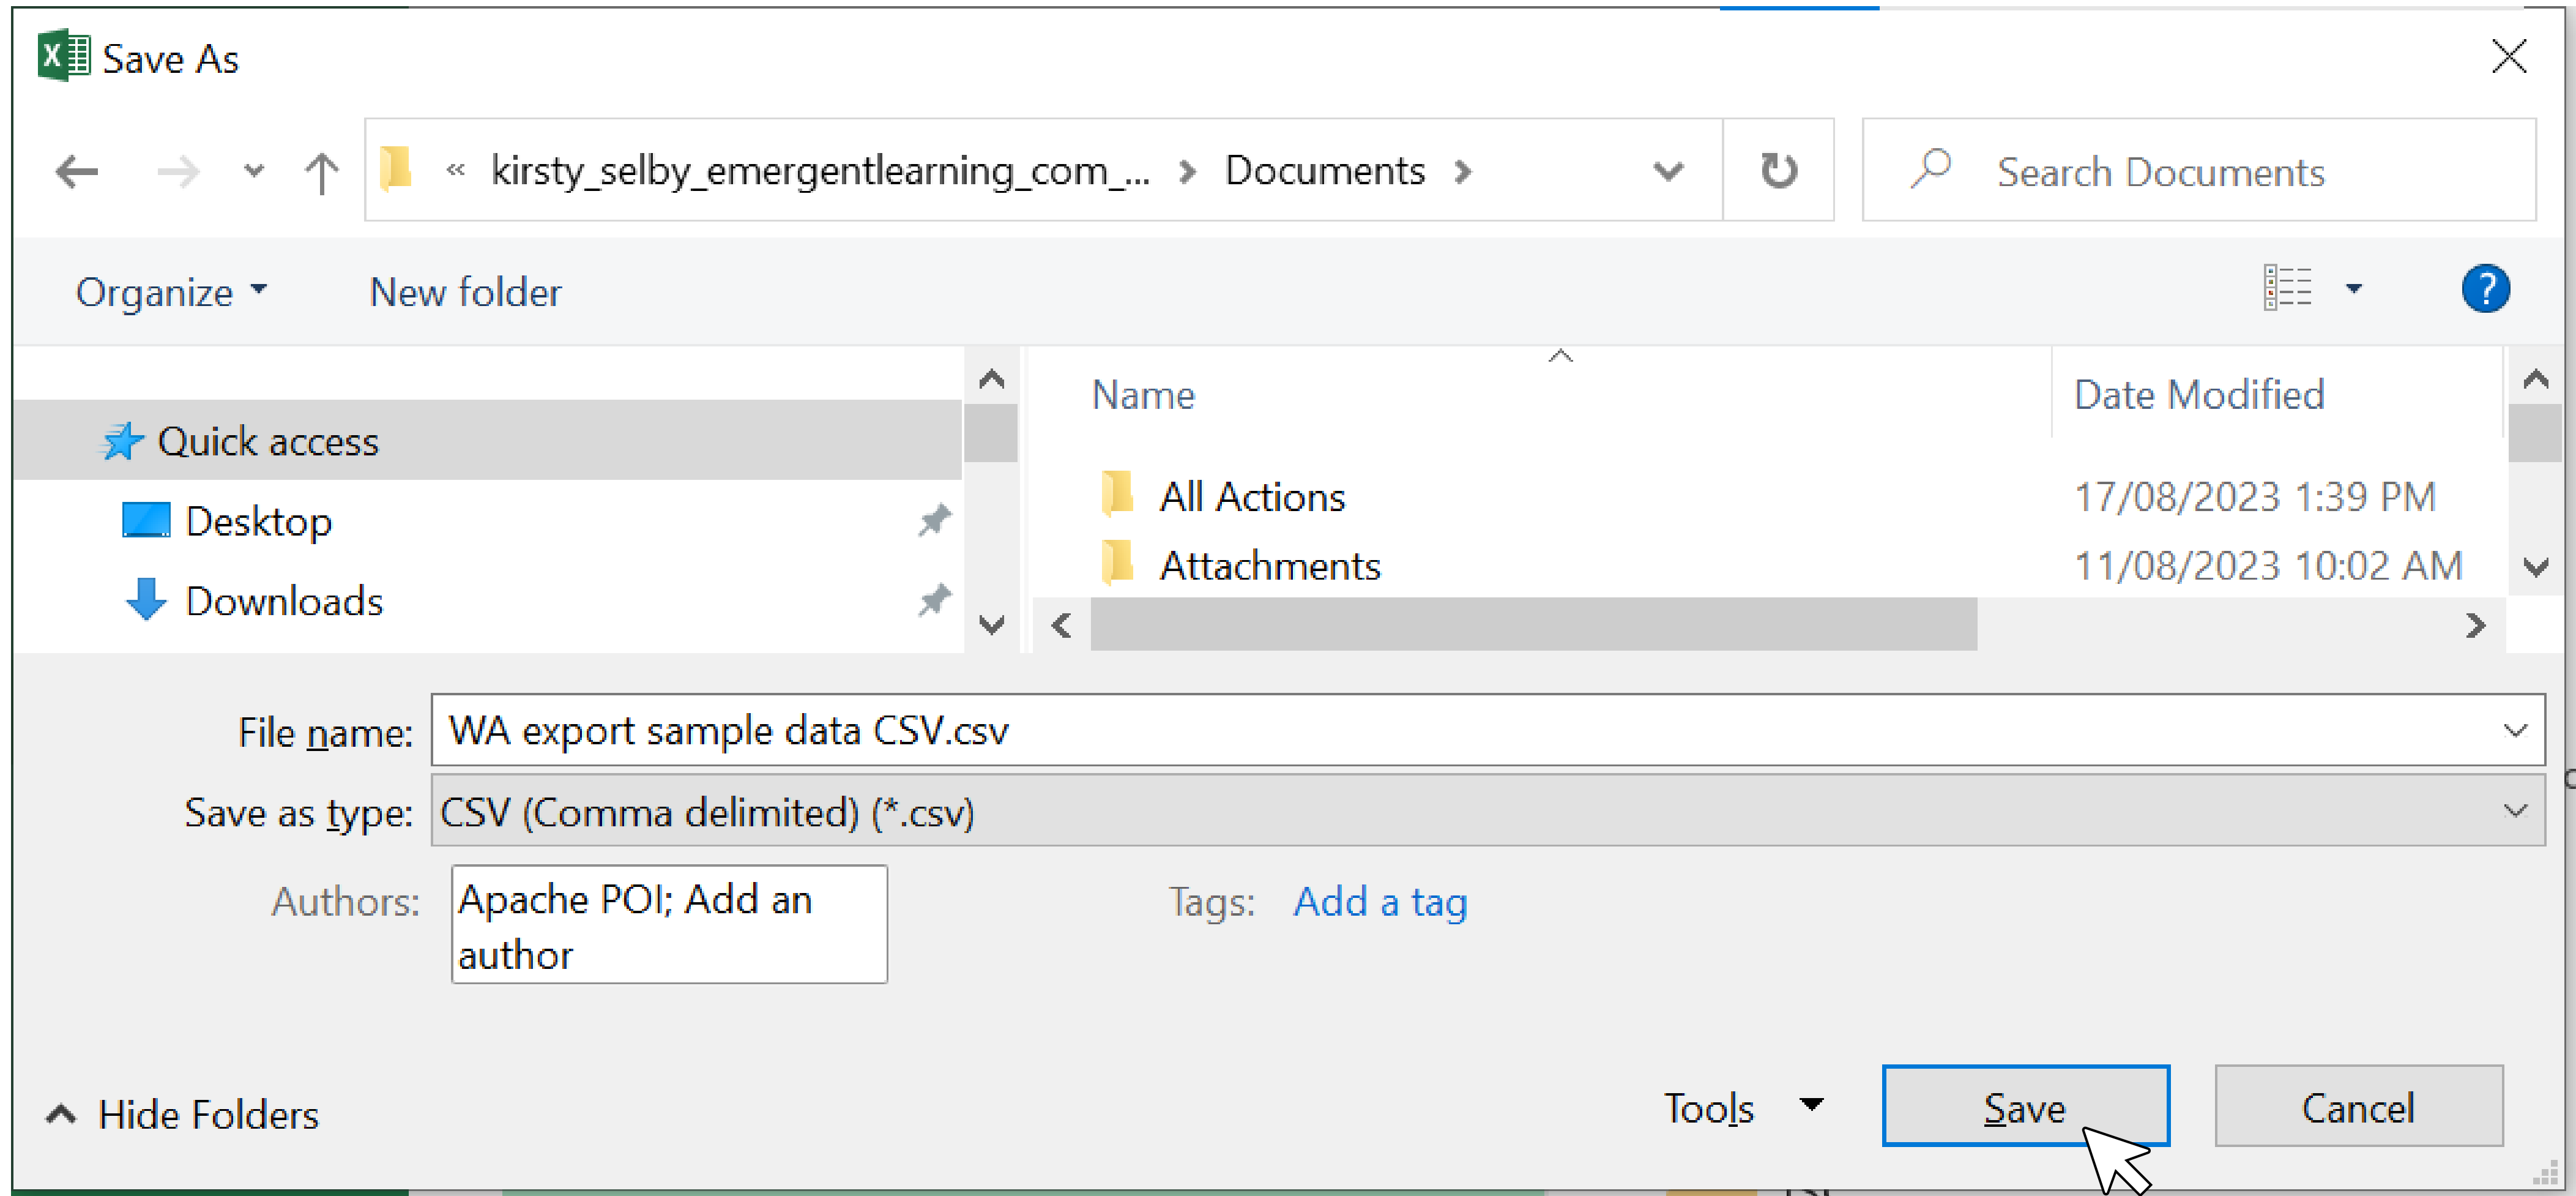 Save As
« kirsty_selby_emergentlearning_com_... > Documents >
Search Documents
Organize
New folder
Name
Date Modified
Quick access
Desktop
Downloads
All Actions 17/08/2023 1:39 PM
Attachments 11/08/2023 10:02 AM
File name: WA export sample data CSV.csv
Save as type: CSV (Comma delimited) (*.csv)
Authors: Apache POI; Add an
author
Tags: Add a tag
Hide Folders
Tools
Save
Cancel